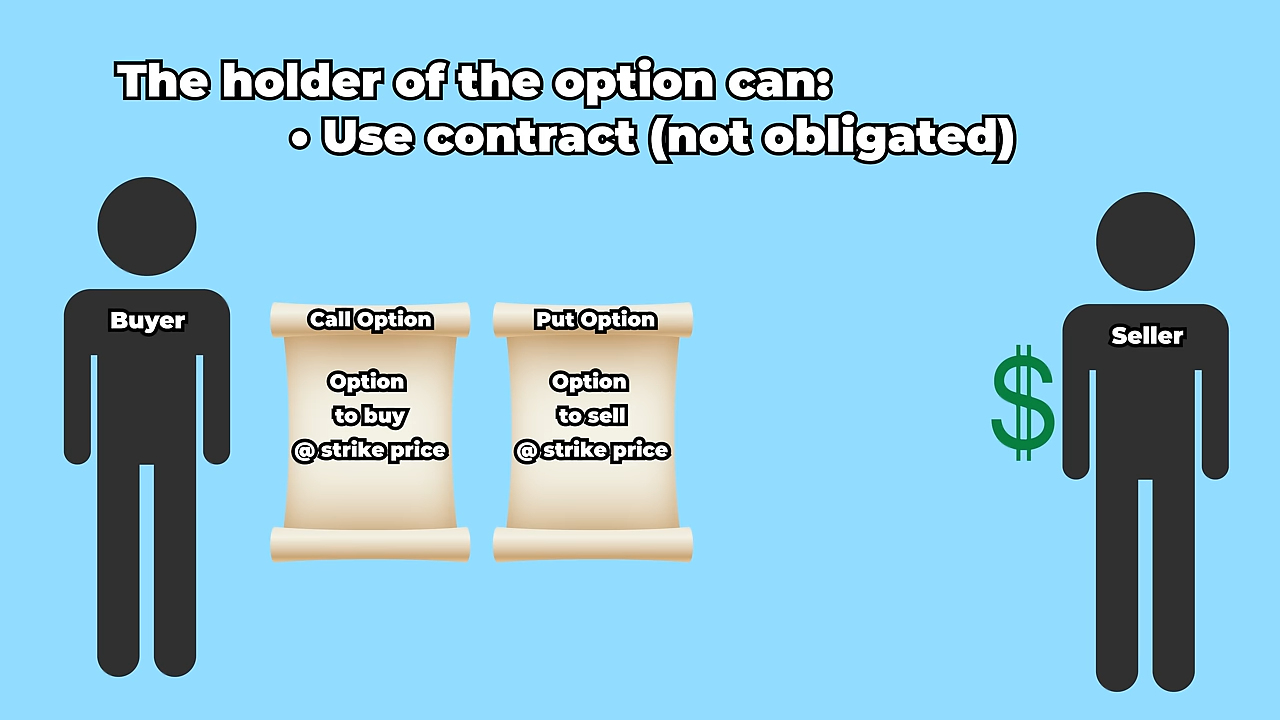 The holder of the option can:
• Use contract (not obligated)
Buyer
Call Option
Option
to buy
@ strike price
Put Option
Option
to sell
@ strike price
$
Seller